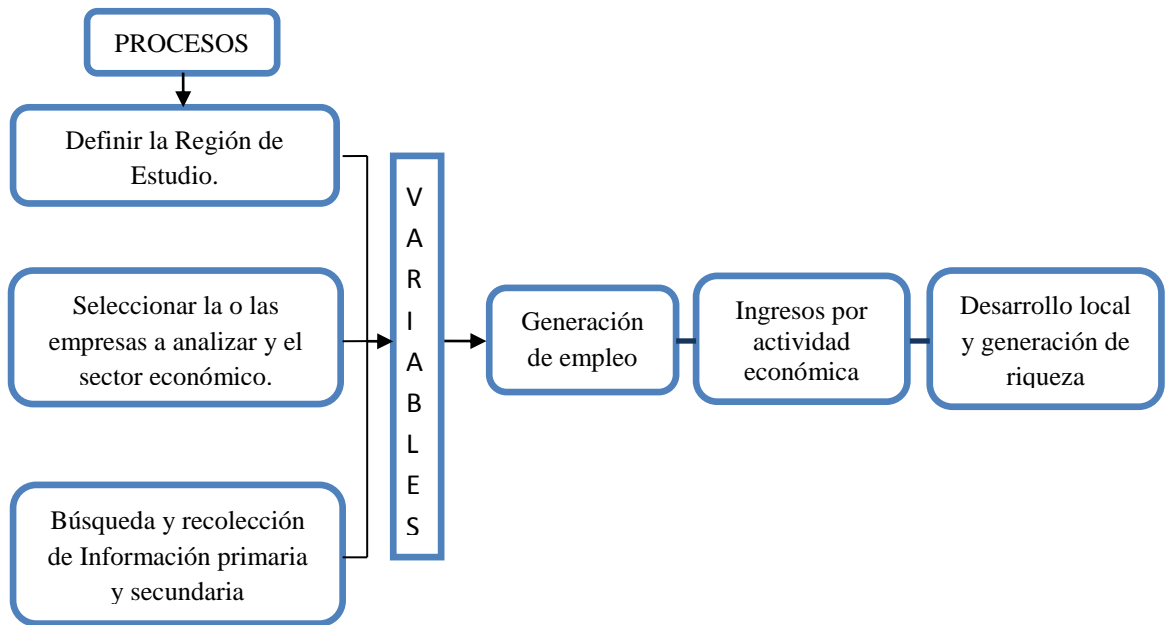 PROCESOS
Definir la Región de
Estudio.
Seleccionar la o las
empresas a analizar y el
sector económico.
Búsqueda y recolección
de Información primaria
y secundaria
V
A
R
I
A
B
L
E
S
Generación
de empleo
Ingresos por
actividad
económica
Desarrollo local
y generación de
riqueza